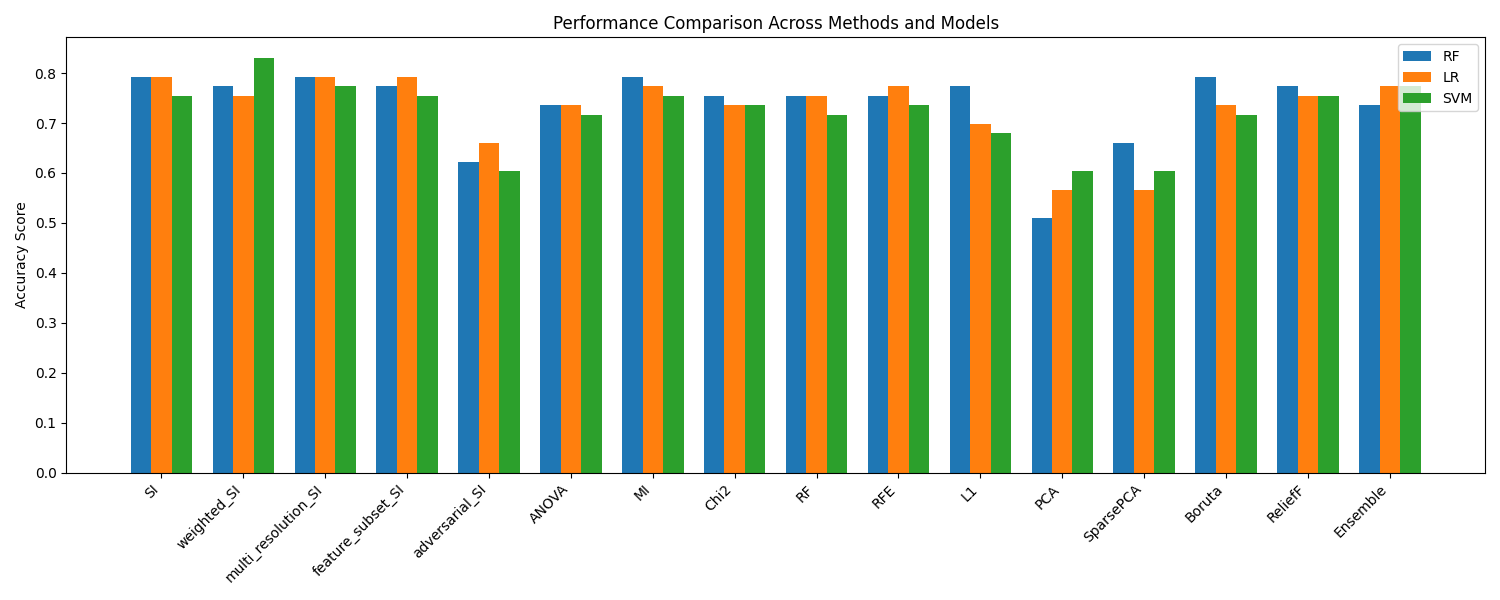 Performance Comparison Across Methods and Models
RF
LR
SVM
Accuracy Score
0.8
0.7
0.6
0.5
0.4
0.3
0.2
0.1
0.0
SI
weighted_SI
multi_resolution_SI
feature_subset_SI
adversarial_SI
ANOVA
MI
Chi2
RF
RFE
L1
PCA
SparsePCA
Boruta
ReliefF
Ensemble